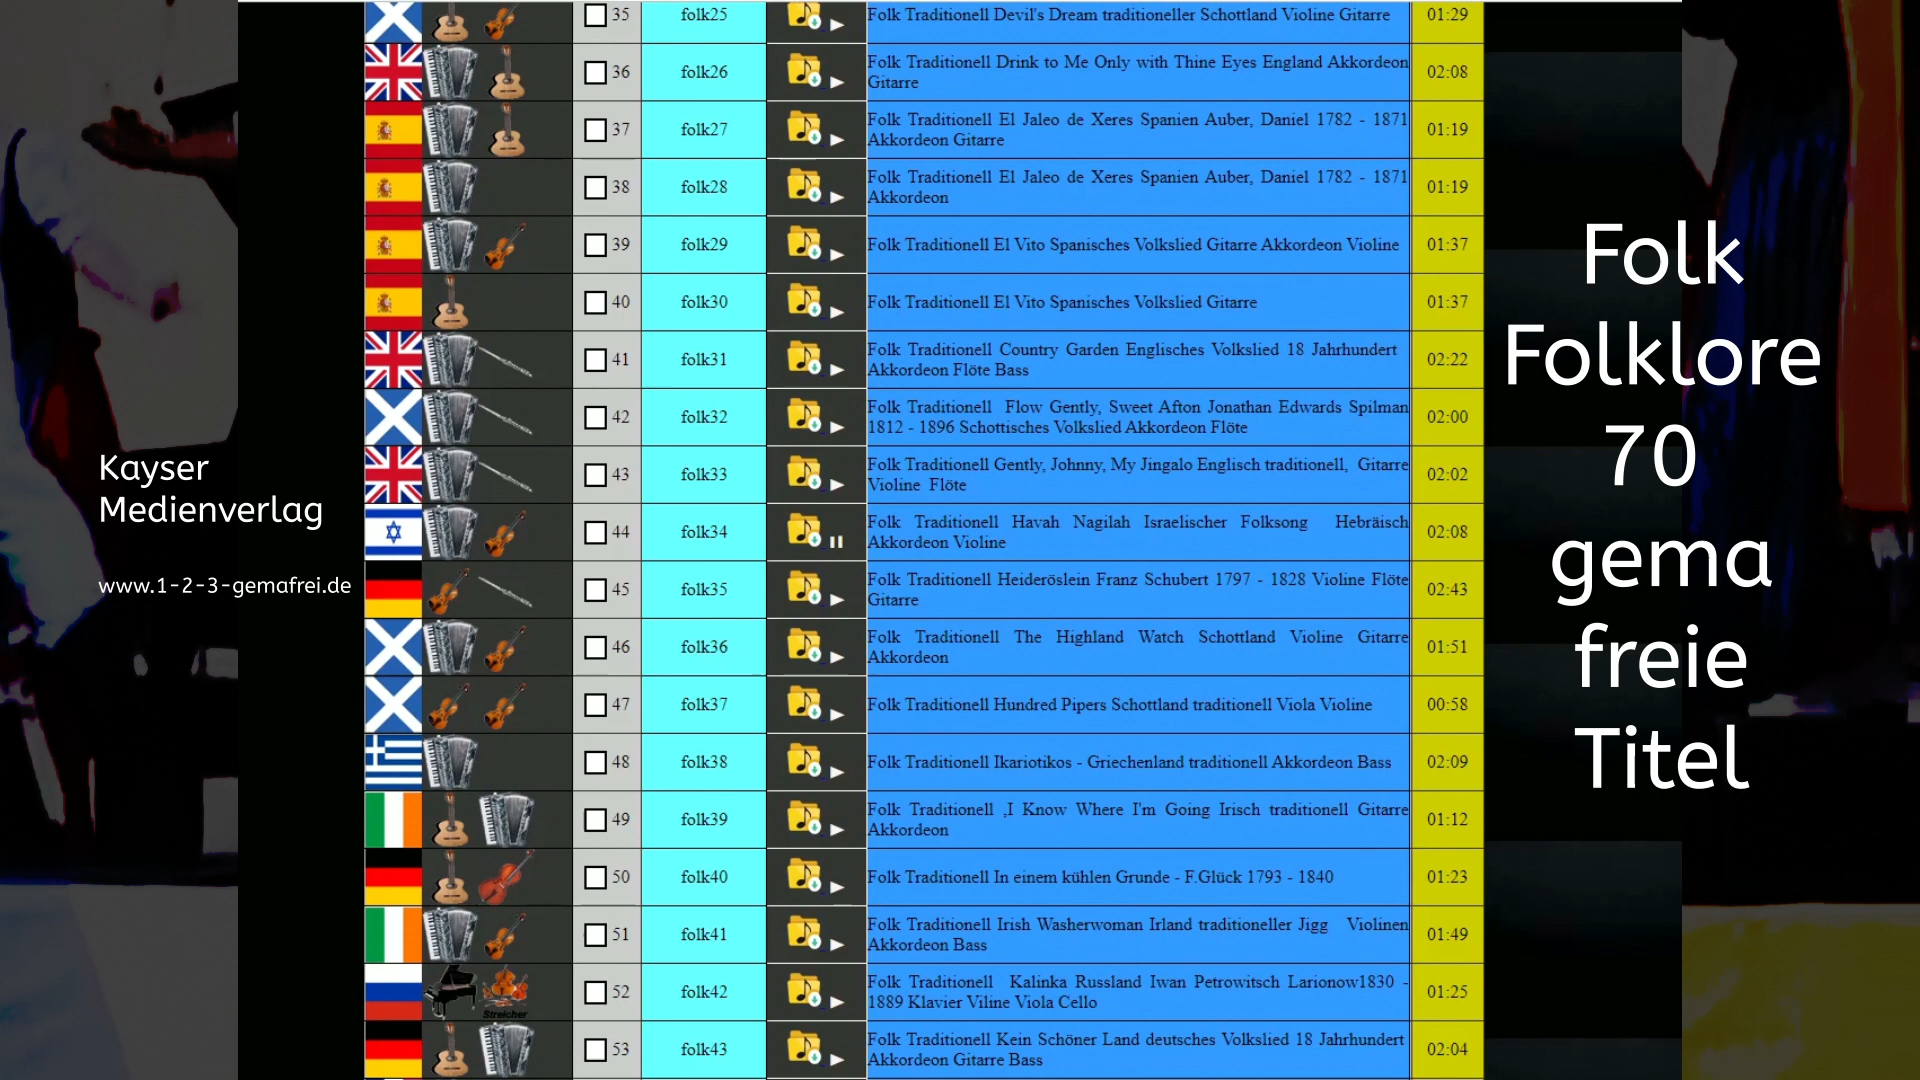 35 folk25 Folk Traditionell Devil's Dream traditioneller Schottland Violine Gitarre 01:29
36 folk26 Folk Traditionell Drink to Me Only with Thine Eyes England Akkordeon
Gitarre 02:08
37 folk27 Folk Traditionell El Jaleo de Xeres Spanien Auber, Daniel 1782 - 1871
Akkordeon Gitarre 01:19
38 folk28 Folk Traditionell El Jaleo de Xeres Spanien Auber, Daniel 1782 - 1871
Akkordeon 01:19
39 folk29 Folk Traditionell El Vito Spanisches Volkslied Gitarre Akkordeon Violine 01:37
40 folk30 Folk Traditionell El Vito Spanisches Volkslied Gitarre 01:37
41 folk31 Folk Traditionell Country Garden Englisches Volkslied 18 Jahrhundert
Akkordeon Flöte Bass 02:22
42 folk32 Folk Traditionell Flow Gently, Sweet Afton Jonathan Edwards Spilman
1812 - 1896 Schottisches Volkslied Akkordeon Flöte 02:00
43 folk33 Folk Traditionell Gently, Johnny, My Jingalo Englisch traditionell, Gitarre
Violine Flöte 02:02
44 folk34 Folk Traditionell Havah Nagilah Israelischer Folksong Hebräisch
Akkordeon Violine 02:08
45 folk35 Folk Traditionell Heideröslein Franz Schubert 1797 - 1828 Violine Flöte
Gitarre 02:43
46 folk36 Folk Traditionell The Highland Watch Schottland Violine Gitarre
Akkordeon 01:51
47 folk37 Folk Traditionell Hundred Pipers Schottland traditionell Viola Violine 00:58
48 folk38 Folk Traditionell Ikariotikos - Griechenland traditionell Akkordeon Bass 02:09
49 folk39 Folk Traditionell ,I Know Where I'm Going Irisch traditionell Gitarre
Akkordeon 01:12
50 folk40 Folk Traditionell In einem kühlen Grunde - F.Glück 1793 - 1840 01:23
51 folk41 Folk Traditionell Irish Washerwoman Irland traditioneller Jigg Violinen
Akkordeon Bass 01:49
Streicher 52 folk42 Folk Traditionell Kalinka Russland Iwan Petrowitsch Larionow1830 -
1889 Klavier Viline Viola Cello 01:25
53 folk43 Folk Traditionell Kein Schöner Land deutsches Volkslied 18 Jahrhundert
Akkordeon Gitarre Bass 02:04
Kayser
Medienverlag
www.1-2-3-gemafrei.de
Folk
Folklore
70
gema
freie
Titel